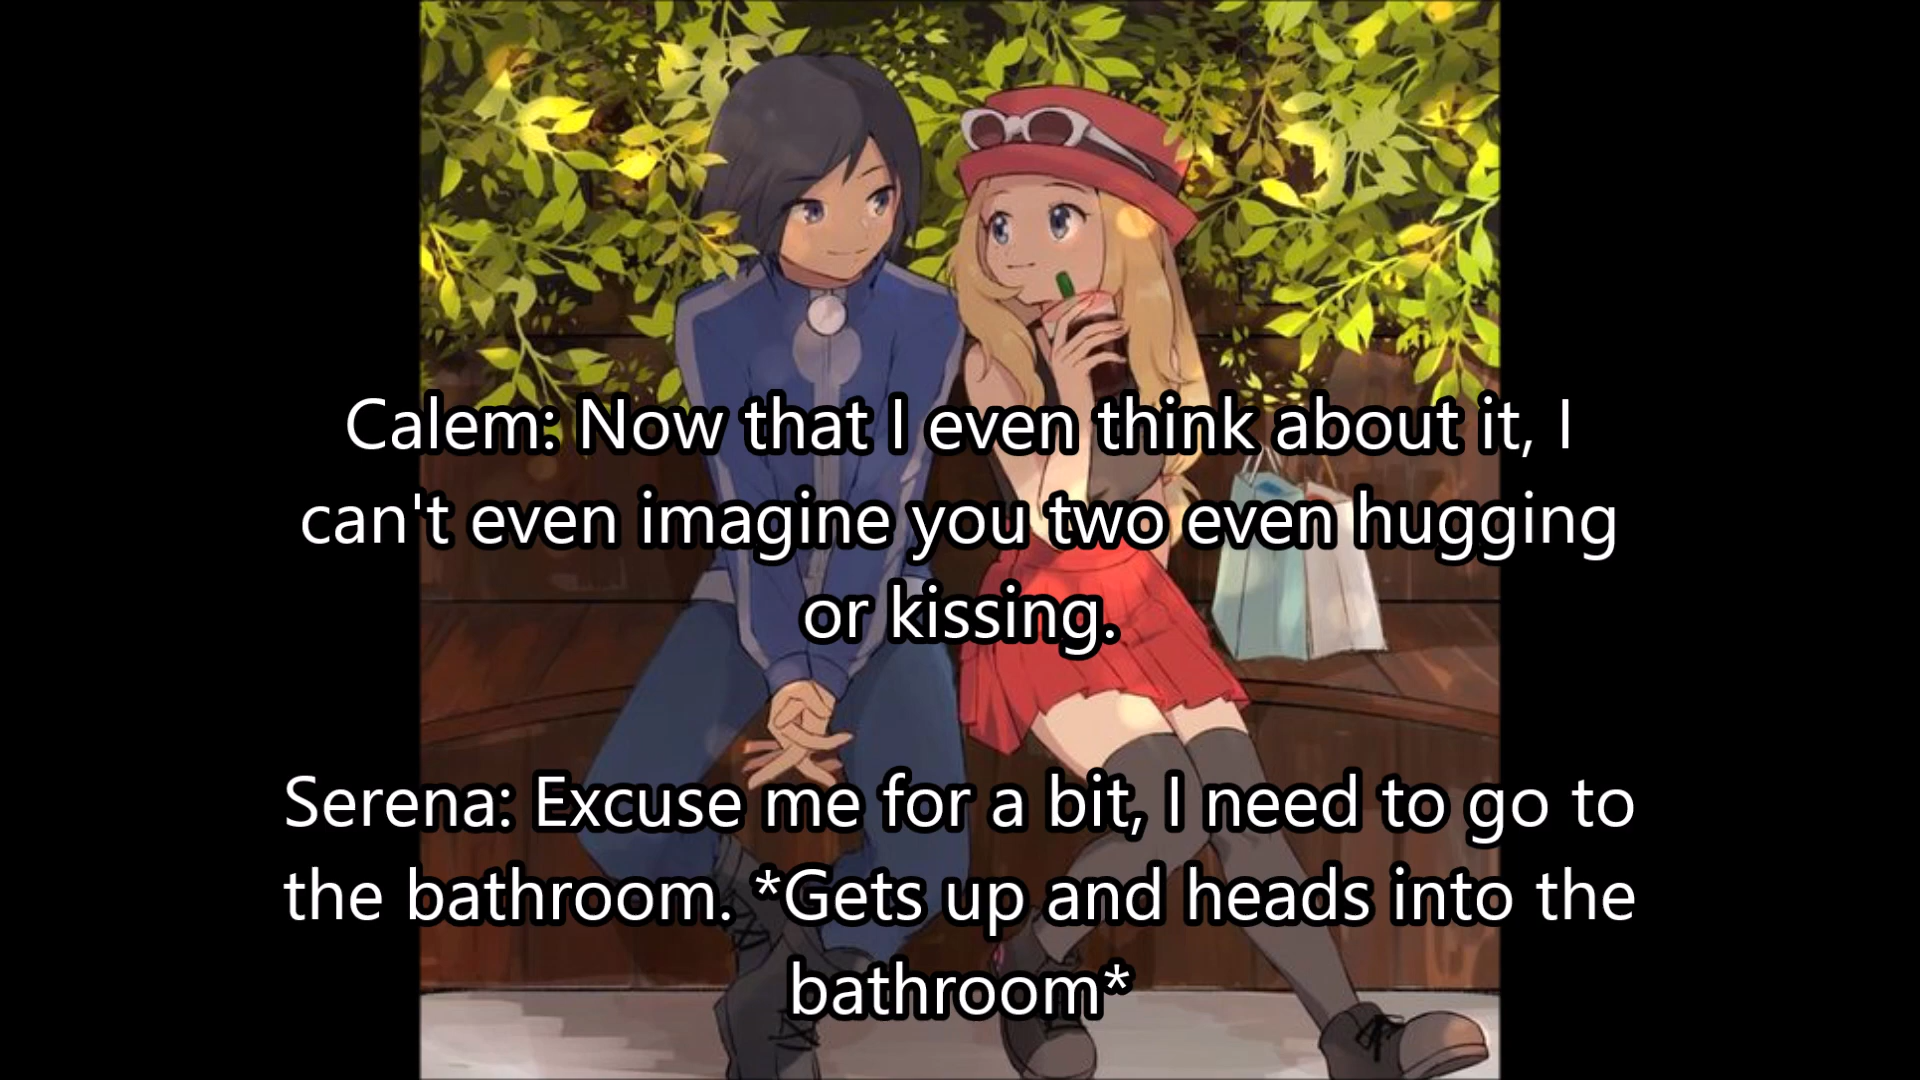 Calem: Now that I even think about it, I
can't even imagine you two even hugging
or kissing.
Serena: Excuse me for a bit, I need to go to
the bathroom. *Gets up and heads into the
bathroom*